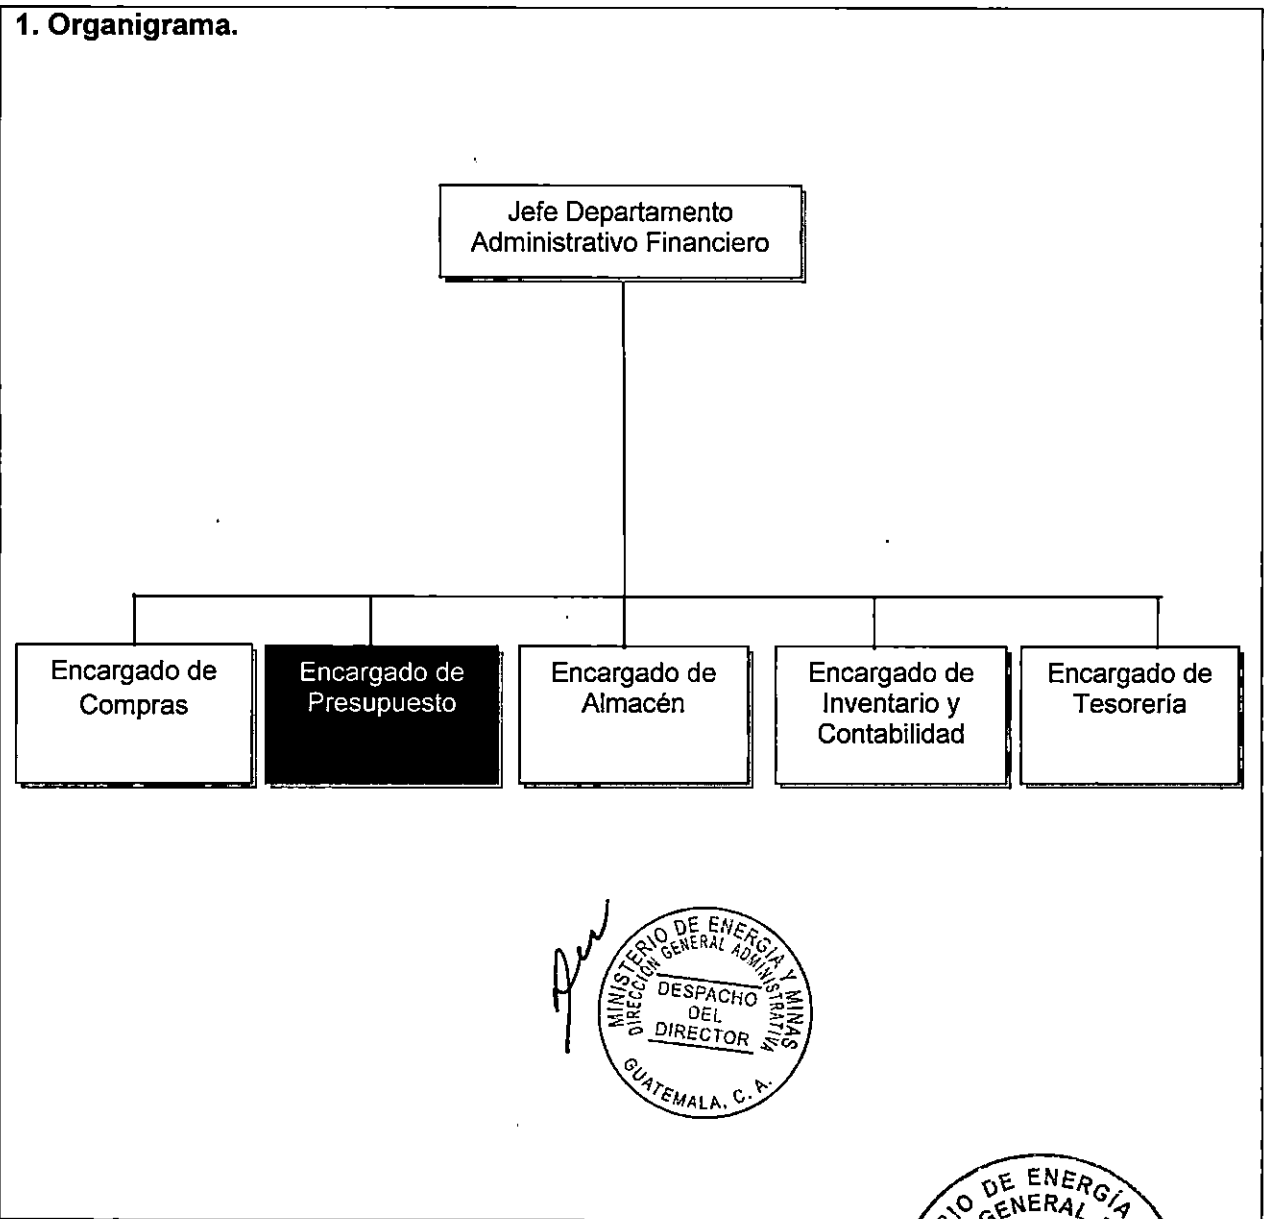 1. Organigrama.
Jefe Departamento
Administrativo Financiero
Encargado de
Compras
Encargado de
Presupuesto
Encargado de
Almacén
Encargado de
Inventario y
Contabilidad
Encargado de
Tesorería
MINISTERIO DE ENERGIA Y MINAS
DIRECCIÓN GENERAL ADMINISTRATIVA
DESPACHO
DEL
DIRECTOR
GUATEMALA, C. A.
DE ENERGÍA
GENERAL